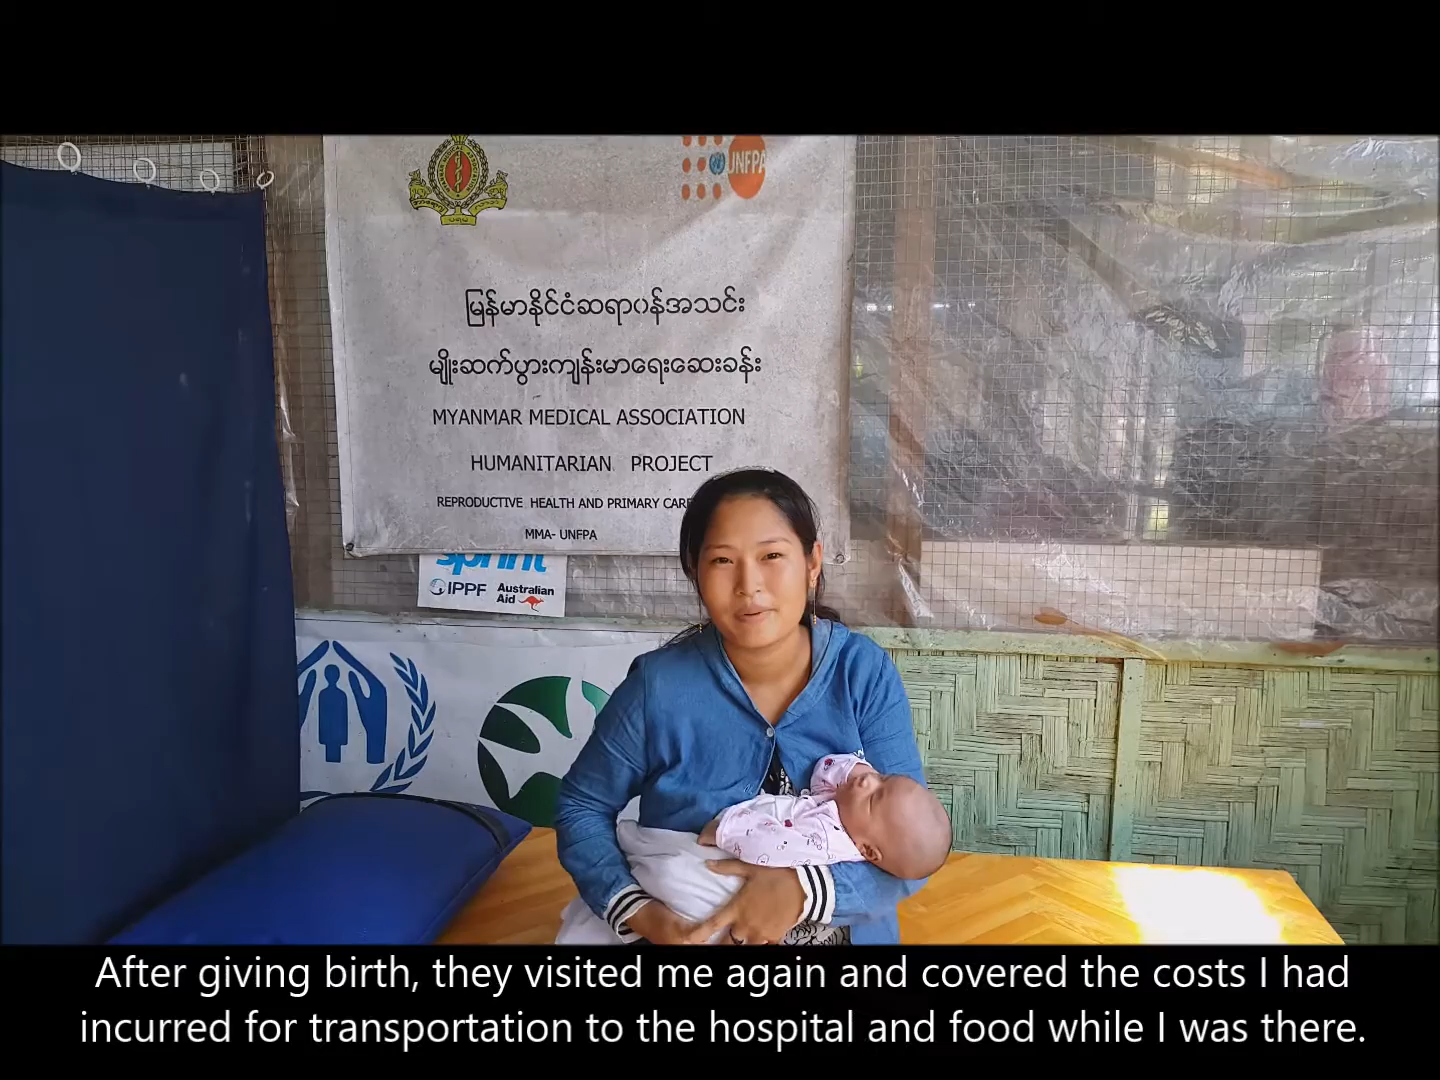 UNFPA
မြန်မာနိုင်ငံဆရာဝန်အသင်း
မျိုးဆက်ပွားကျန်းမာရေးဆေးခန်း
MYANMAR MEDICAL ASSOCIATION
HUMANITARIAN PROJECT
REPRODUCTIVE HEALTH AND PRIMARY CARE
MMA- UNFPA
sprint
IPPF Australian
Aid
After giving birth, they visited me again and covered the costs I had
incurred for transportation to the hospital and food while I was there.